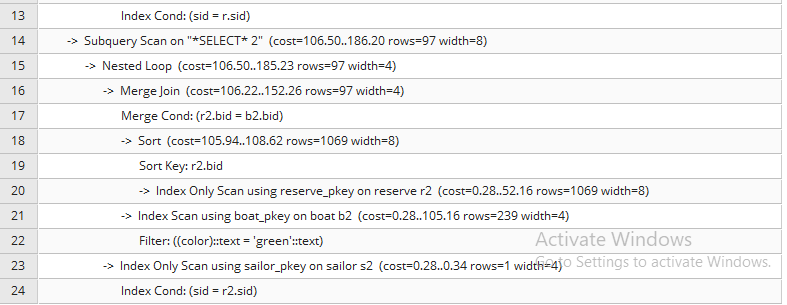 13 Index Cond: (sid = r.sid)
14 -> Subquery Scan on "*SELECT* 2" (cost=106.50..186.20 rows=97 width=8)
15 -> Nested Loop (cost=106.50..185.23 rows=97 width=4)
16 -> Merge Join (cost=106.22..152.26 rows=97 width=4)
17 Merge Cond: (r2.bid = b2.bid)
18 -> Sort (cost=105.94..108.62 rows=1069 width=8)
19 Sort Key: r2.bid
20 -> Index Only Scan using reserve_pkey on reserve r2 (cost=0.28..52.16 rows=1069 width=8)
21 -> Index Scan using boat_pkey on boat b2 (cost=0.28..105.16 rows=239 width=4)
22 Filter: ((color)::text = 'green'::text)
Activate Windows
23 -> Index Only Scan using sailor_pkey on sailor s2 (cost=0.28..0.34 rows=1 width=4)
Go to Settings to activate Windows.
24 Index Cond: (sid = r2.sid)